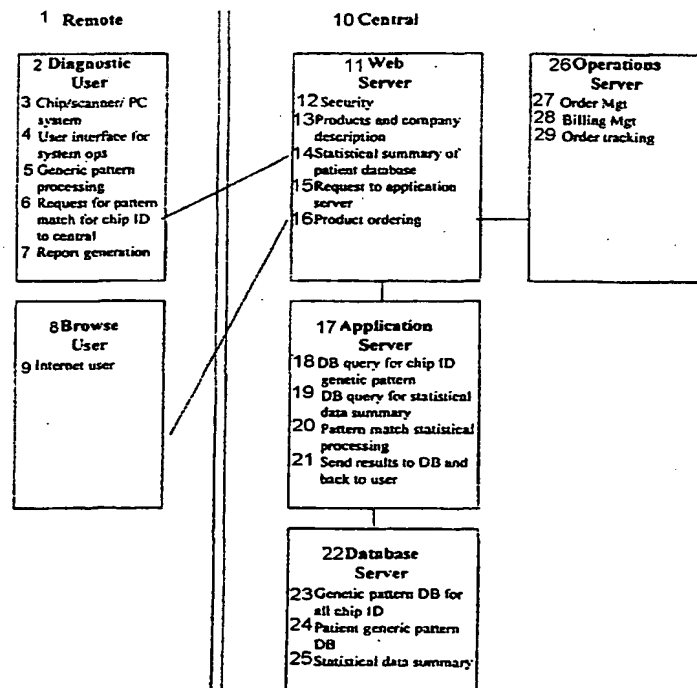 1 Remote
10 Central
2 Diagnostic
User
3 Chip/scanner/ PC
system
4 User interface for
system ops
5 Generic pattern
processing
6 Request for pattern
match for chip ID
to central
7 Report generation
8 Browse
User
9 Internet user
11 Web
Server
12 Security
13 Products and company
description
14 Statistical summary of
patient database
15 Request to application
server
16 Product ordering
17 Application
Server
18 DB query for chip ID
genetic pattern
19 DB query for statistical
data summary
20 Pattern match statistical
processing
21 Send results to DB and
back to user
22 Database
Server
23 Genetic pattern DB for
all chip ID
24 Patient generic pattern
DB
25 Statistical data summary
26 Operations
Server
27 Order Mgt
28 Billing Mgt
29 Order tracking